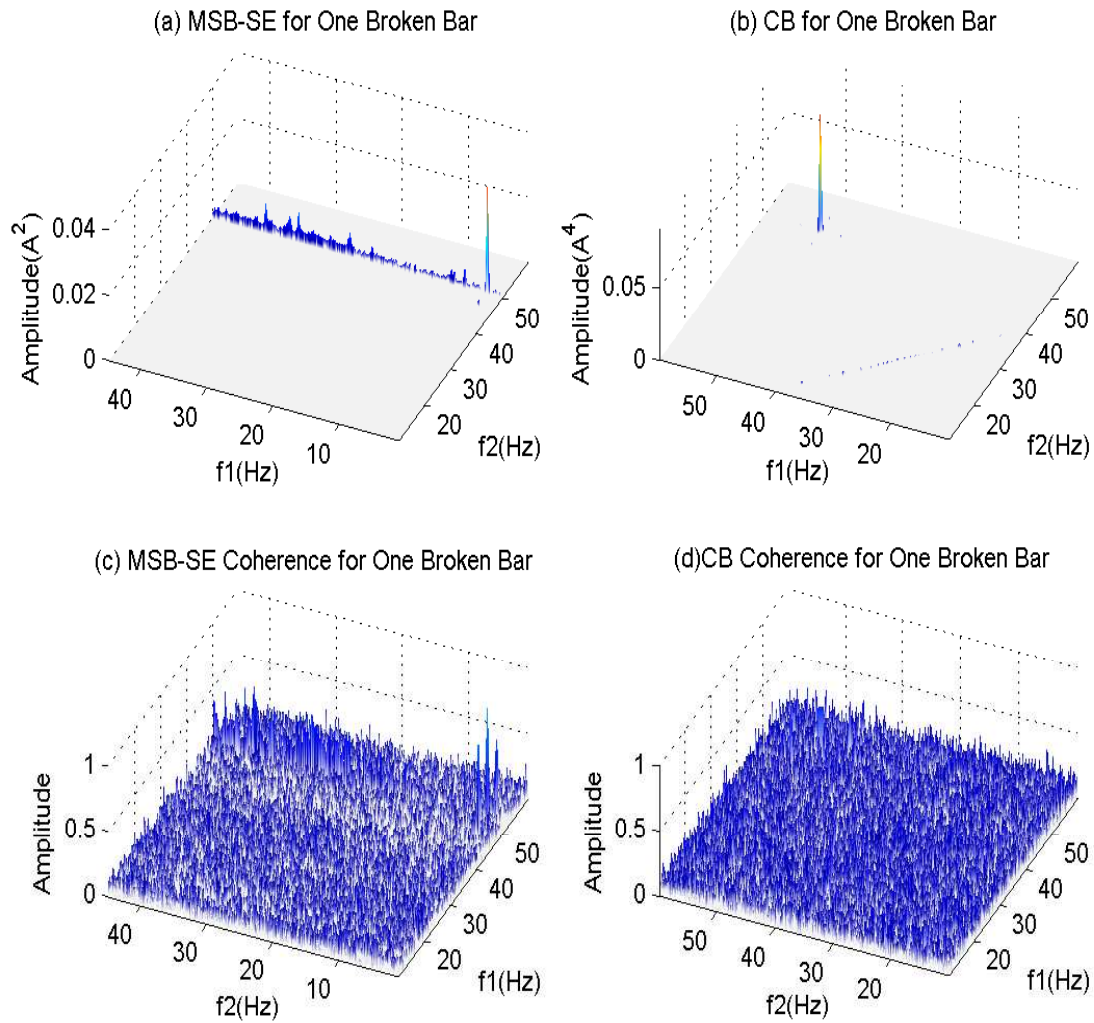 (a) MSB-SE for One Broken Bar
Amplitude(A^2)
0.04
0.02
0
40
30
20
10
f1(Hz)
20
30
40
50
f2(Hz)
(b) CB for One Broken Bar
Amplitude(A^4)
0.05
0
50
40
30
20
f1(Hz)
20
30
40
50
f2(Hz)
(c) MSB-SE Coherence for One Broken Bar
Amplitude
1
0.5
0
40
30
20
10
f2(Hz)
20
30
40
50
f1(Hz)
(d)CB Coherence for One Broken Bar
Amplitude
1
0.5
0
50
40
30
20
f2(Hz)
20
30
40
50
f1(Hz)